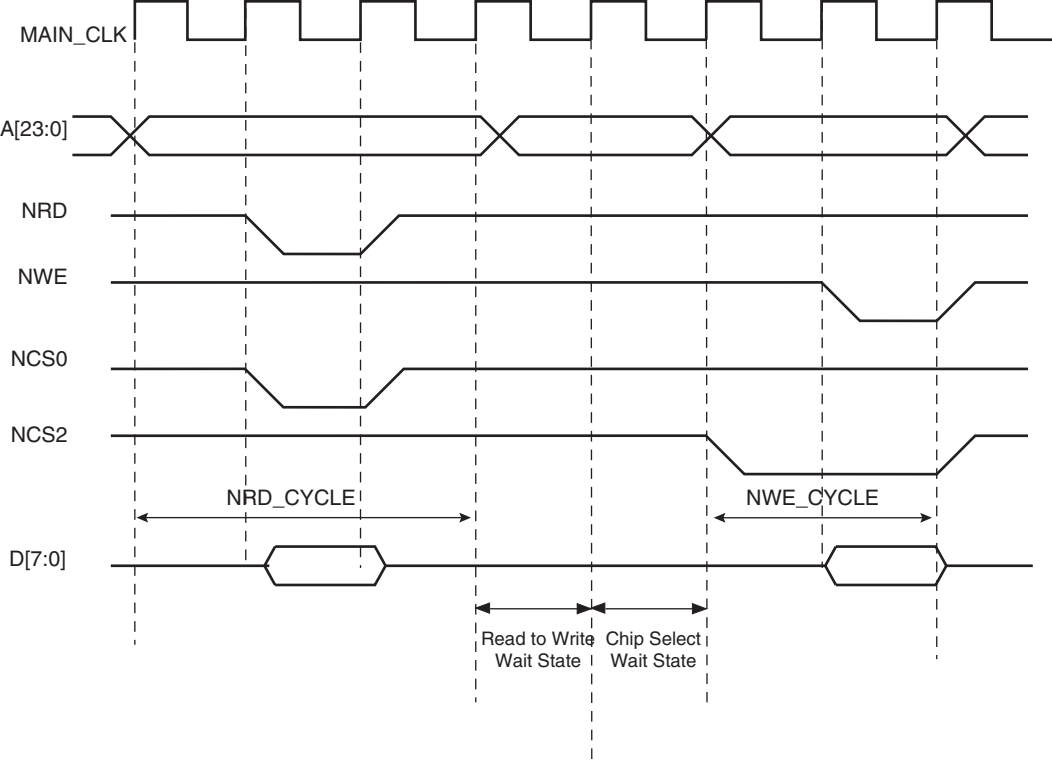 MAIN_CLK
A[23:0]
NRD
NWE
NCS0
NCS2
NRD_CYCLE
NWE_CYCLE
D[7:0]
Read to Write
Wait State
Chip Select
Wait State